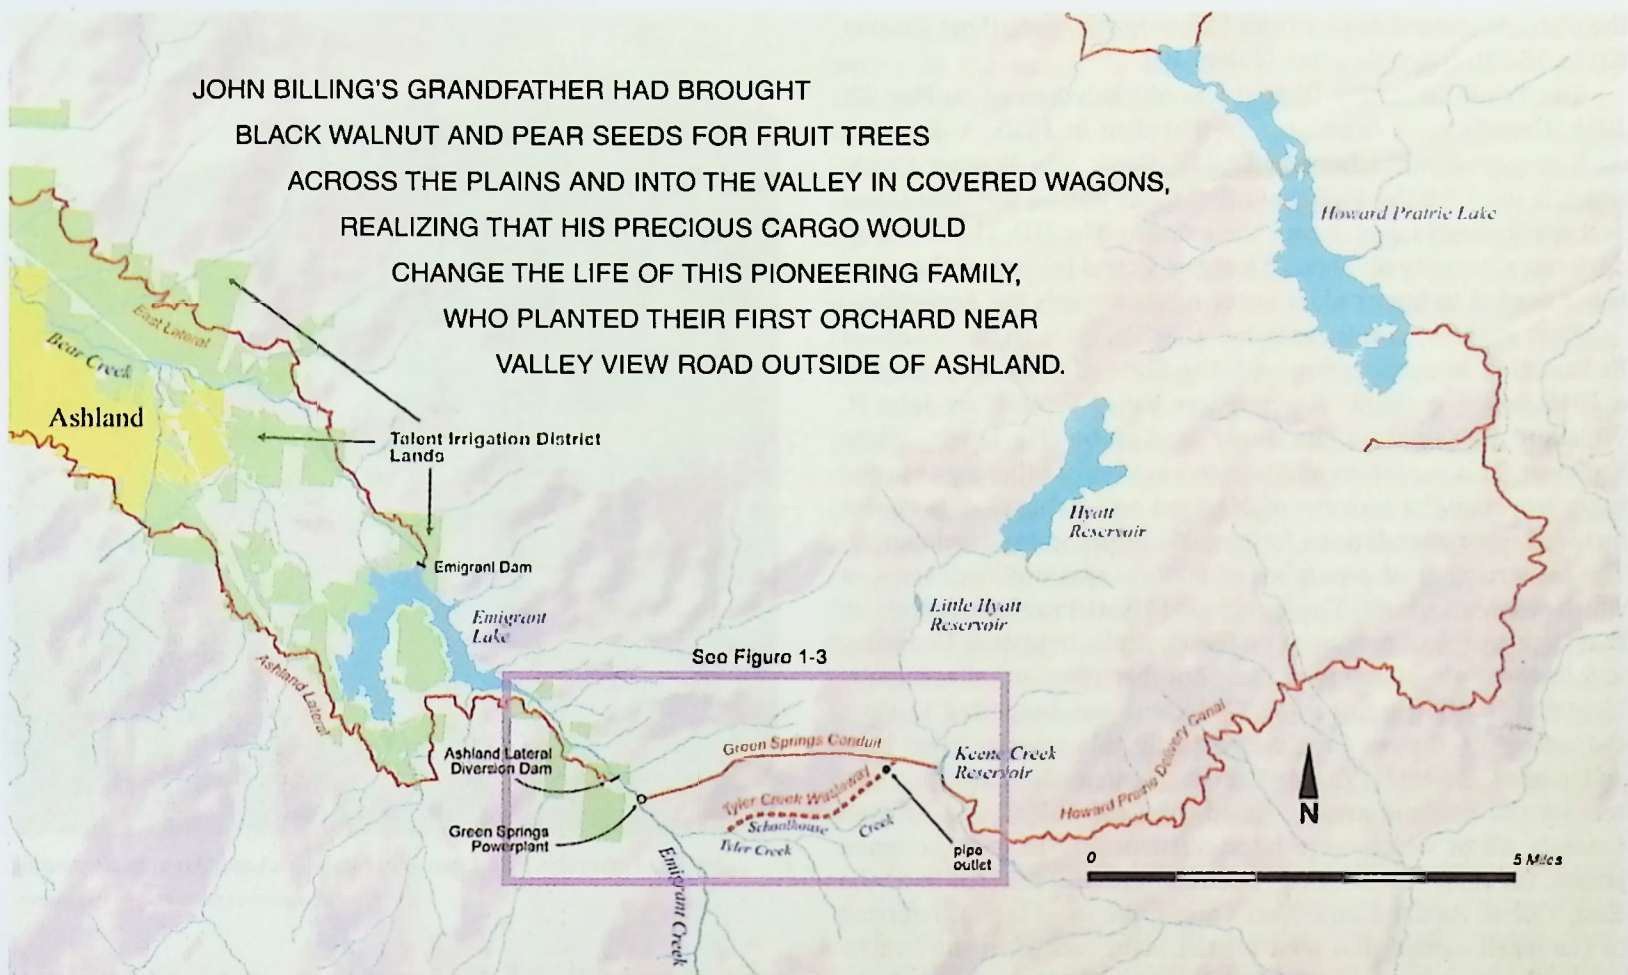 JOHN BILLING'S GRANDFATHER HAD BROUGHT
BLACK WALNUT AND PEAR SEEDS FOR FRUIT TREES
ACROSS THE PLAINS AND INTO THE VALLEY IN COVERED WAGONS,
REALIZING THAT HIS PRECIOUS CARGO WOULD
CHANGE THE LIFE OF THIS PIONEERING FAMILY,
WHO PLANTED THEIR FIRST ORCHARD NEAR
VALLEY VIEW ROAD OUTSIDE OF ASHLAND.
Howard Prairie Lake
East Lateral
Bear Creek
Ashland
Talent Irrigation District
Lands
Hyatt
Reservoir
Emigrant Dam
Emigrant
Lake
Little Hyatt
Reservoir
See Figure 1-3
Ashland Lateral
Ashland Lateral
Diversion Dam
Green Springs Conduit
Keene Creek
Reservoir
Howard Prairie Delivery Canal
Tyler Creek Wasteway
Schoolhouse Creek
Tyler Creek
Green Springs
Powerplant
pipe
outlet
Emigrant Creek
N
0 5 Miles